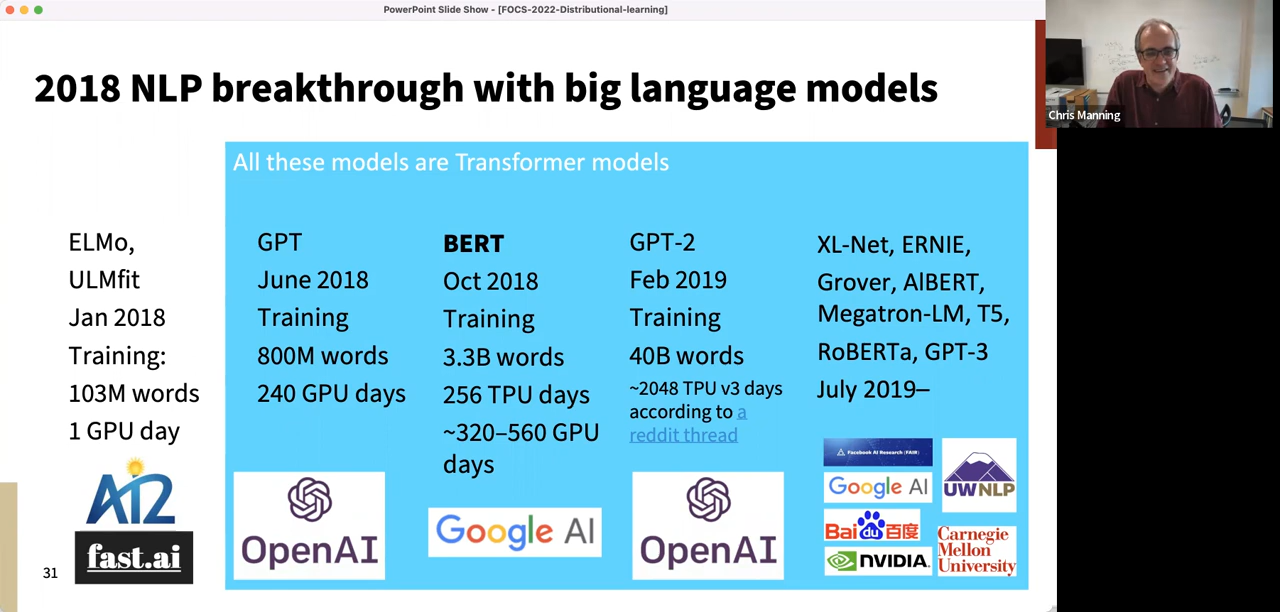 PowerPoint Slide Show - [FOCS-2022-Distributional-learning]
2018 NLP breakthrough with big language models
Chris Manning
All these models are Transformer models
ELMo,
ULMfit
Jan 2018
Training:
103M words
1 GPU day
GPT
June 2018
Training
800M words
240 GPU days
BERT
Oct 2018
Training
3.3B words
256 TPU days
~320–560 GPU
days
GPT-2
Feb 2019
Training
40B words
~2048 TPU v3 days
according to a
reddit thread
XL-Net, ERNIE,
Grover, AlBERT,
Megatron-LM, T5,
RoBERTa, GPT-3
July 2019–
AI2
fast.ai
OpenAI
Google AI
OpenAI
Facebook AI Research (FAIR)
Google AI
Baidu百度
NVIDIA.
UWNLP
Carnegie
Mellon
University
31